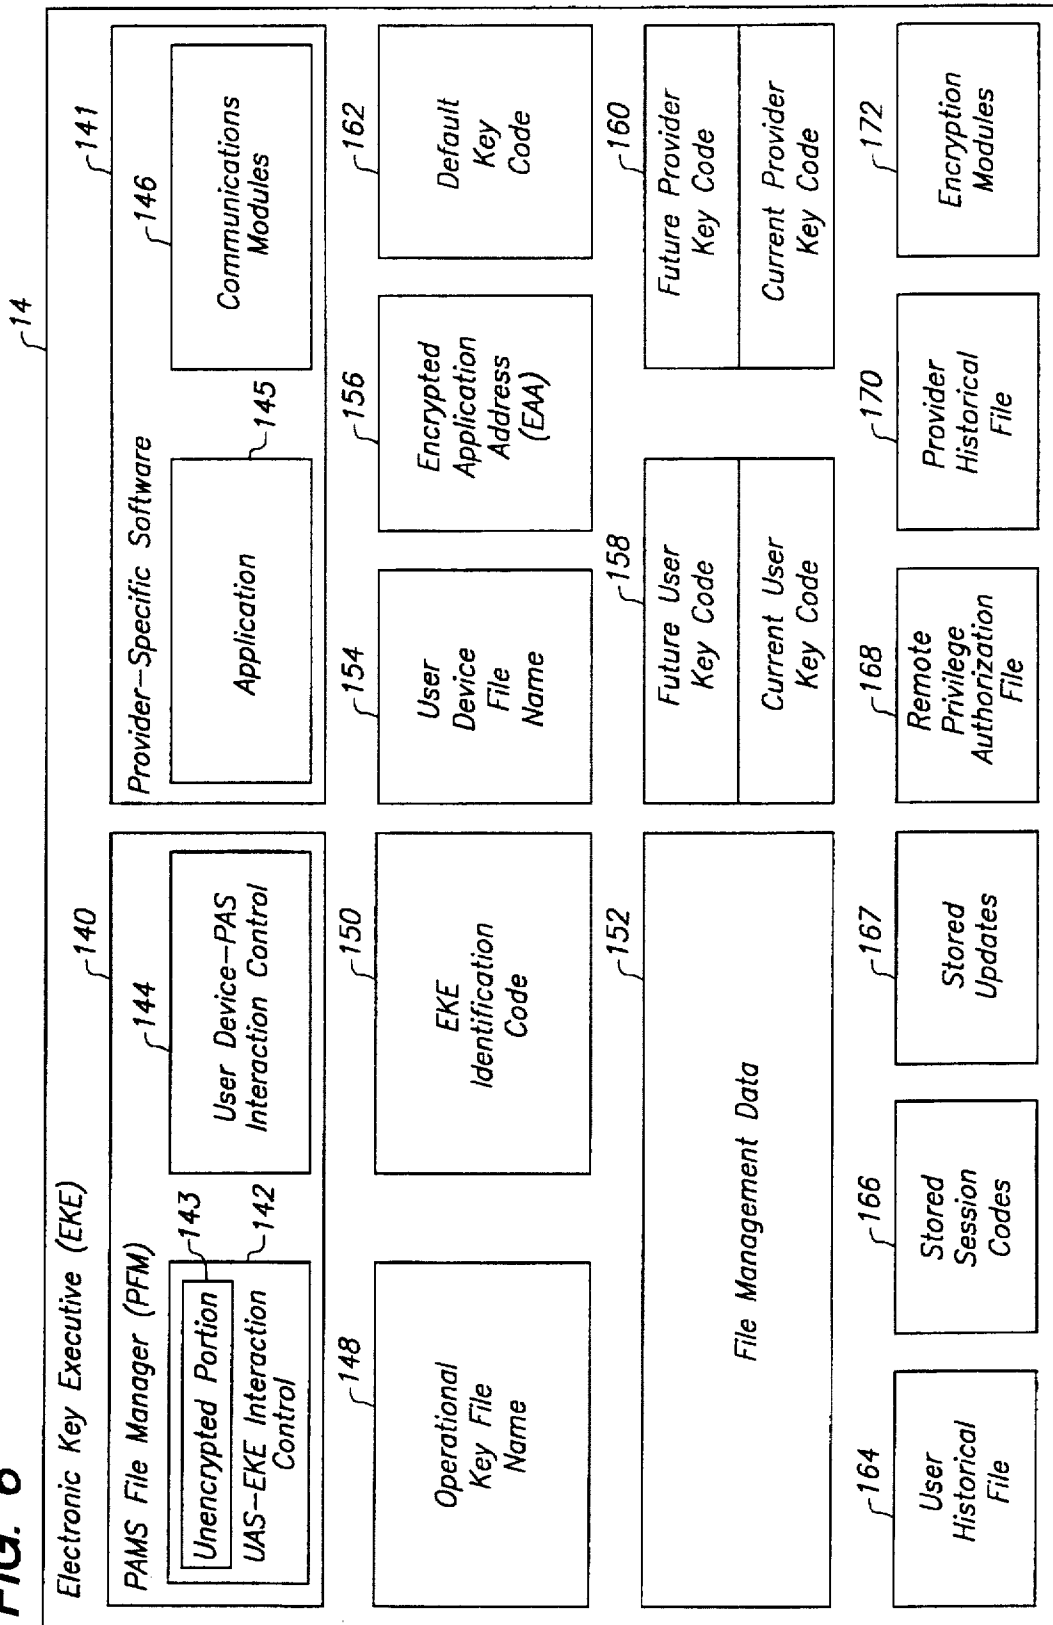 FIG. 6
14
Electronic Key Executive (EKE)
140
141
PAMS File Manager (PFM)
144
Provider-Specific Software
146
Unencrypted Portion
143
UAS-EKE Interaction
Control
142
User Device-PAS
Interaction Control
Application
145
Communications
Modules
148
150
154
156
162
Operational
Key File
Name
EKE
Identification
Code
User
Device
File
Name
Encrypted
Application
Address
(EAA)
Default
Key
Code
152
158
160
File Management Data
Future User
Key Code
Current User
Key Code
Future Provider
Key Code
Current Provider
Key Code
164
166
167
168
170
172
User
Historical
File
Stored
Session
Codes
Stored
Updates
Remote
Privilege
Authorization
File
Provider
Historical
File
Encryption
Modules